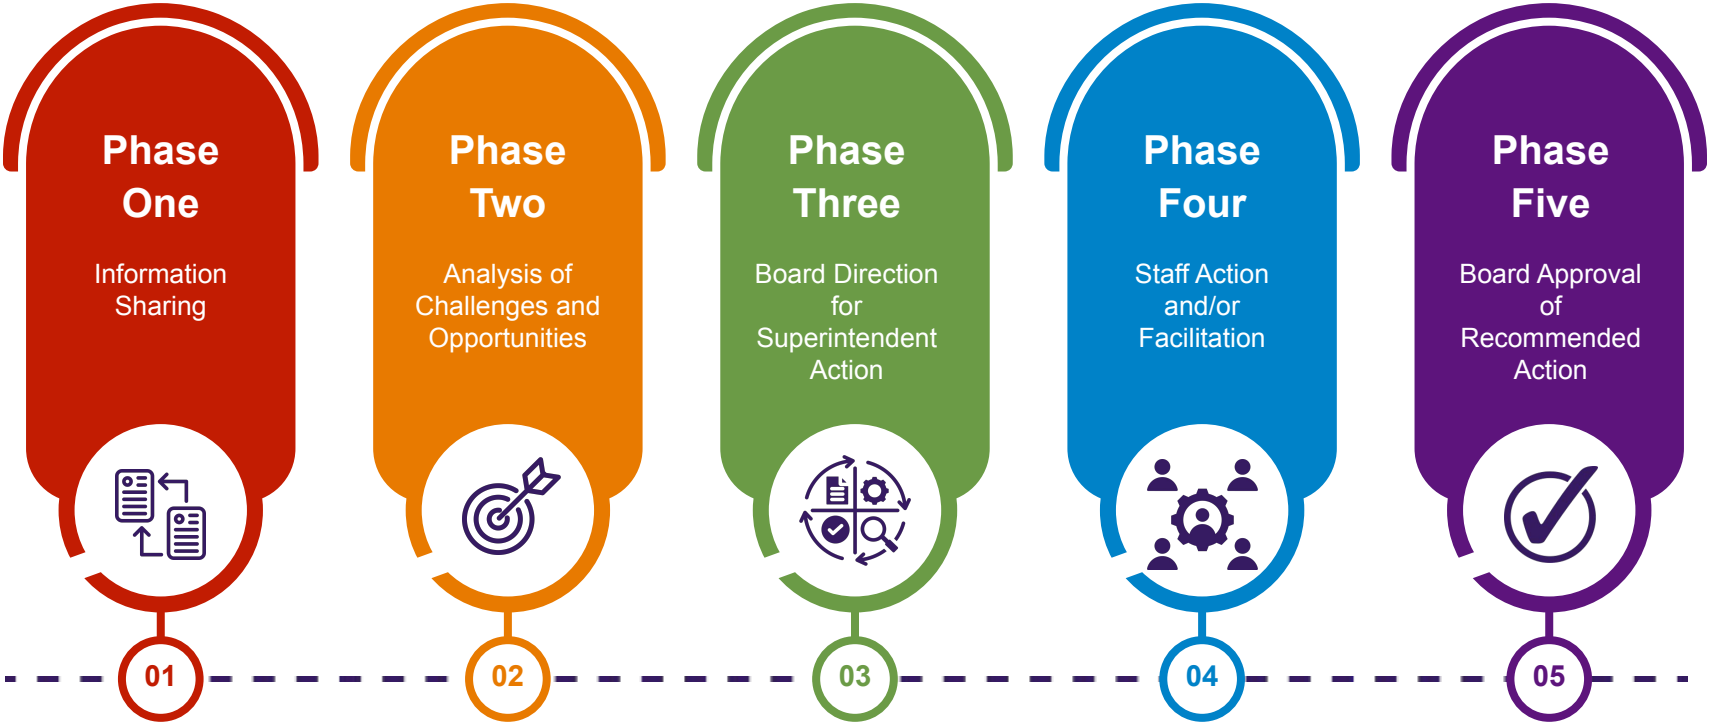 Phase
One
Information
Sharing
01
Phase
Two
Analysis of
Challenges and
Opportunities
02
Phase
Three
Board Direction
for
Superintendent
Action
03
Phase
Four
Staff Action
and/or
Facilitation
04
Phase
Five
Board Approval
of
Recommended
Action
05